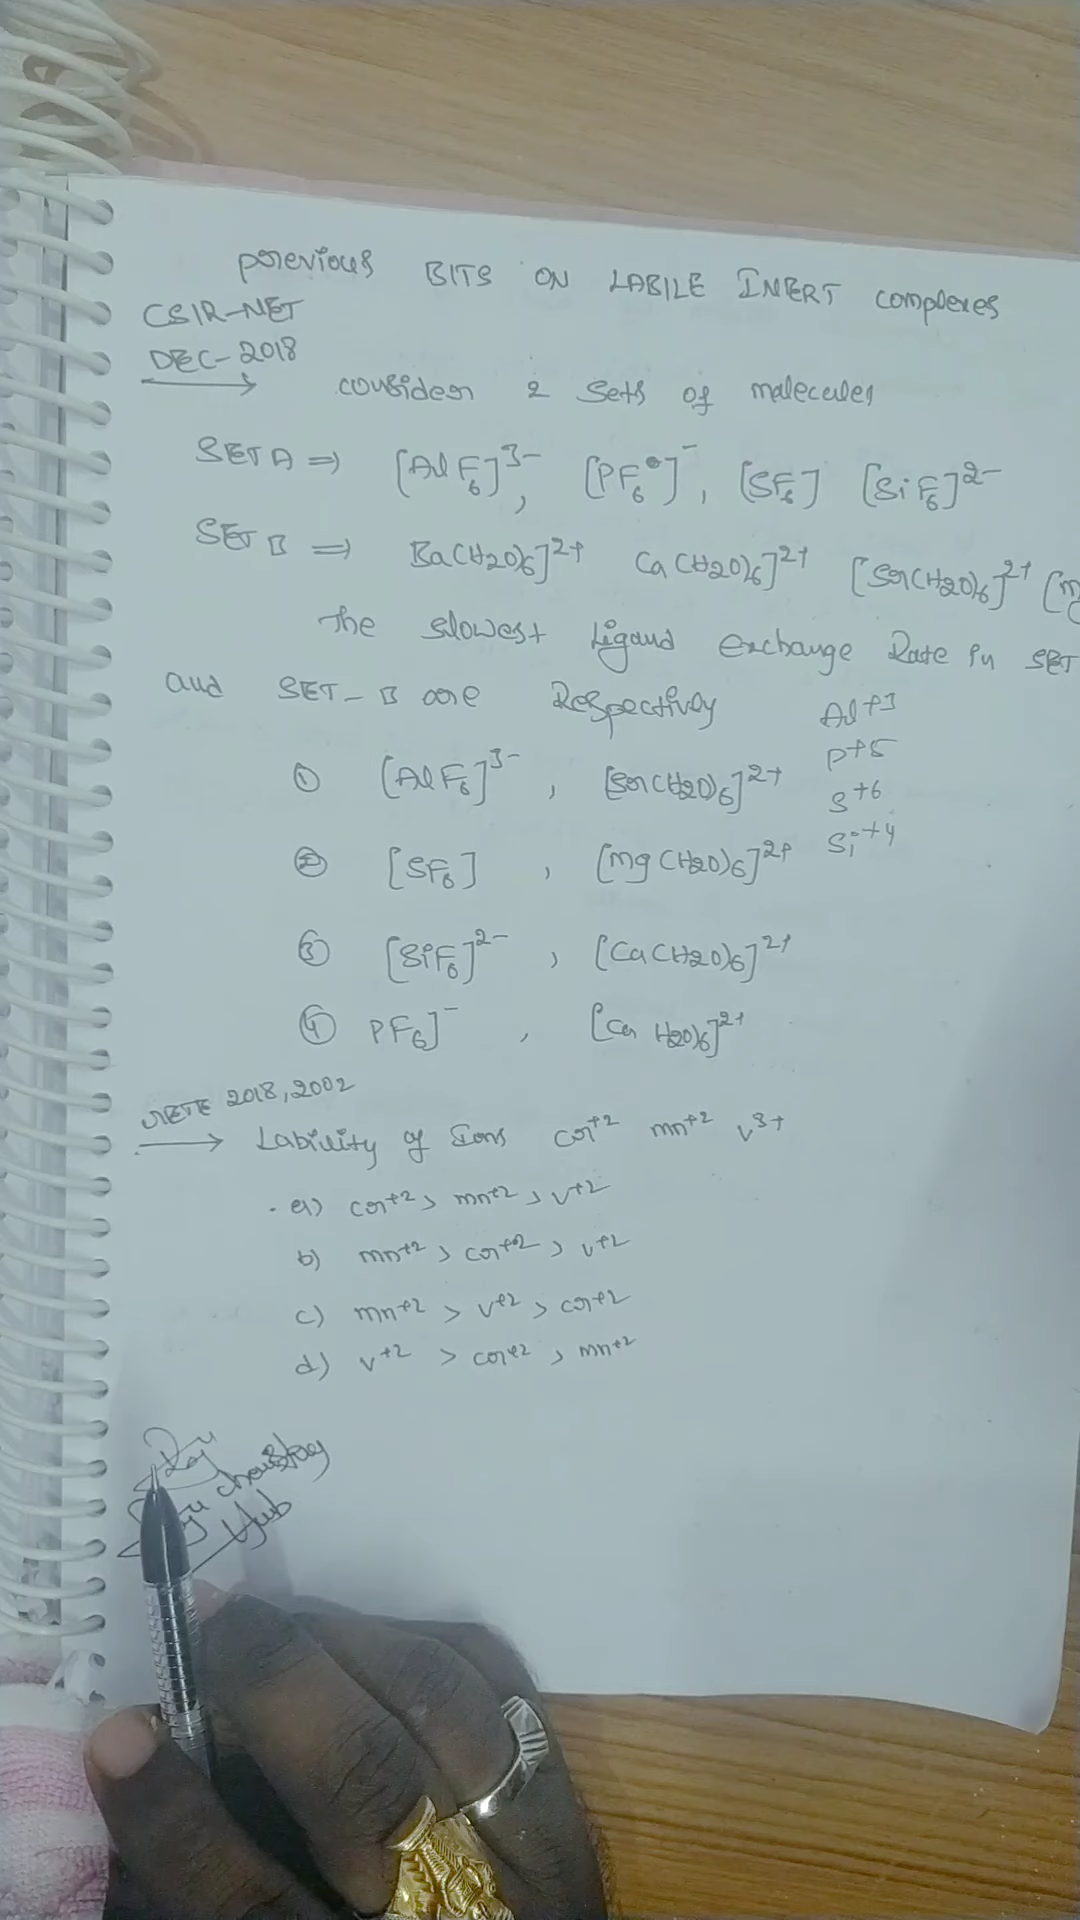 previous BITS ON LABILE INERT complexes
CSIR-NET
DEC-2018
consider 2 sets of molecules
SET A ⇒ [AlF6]3-, [PF6]-, [SF6] [SiF6]2-
SET B ⇒ Ba(H2O)6]2+ Ca(H2O)6]2+ [Sr(H2O)6]2+ [m
The slowest Ligand exchange Rate in SET
and SET-B are Respectivly
Al+3
P+5
S+6
Si+4
① [AlF6]3-, [Sr(H2O)6]2+
② [SF6], [mg(H2O)6]2+
③ [SiF6]2-, [Ca(H2O)6]2+
④ PF6]-, [Ca H2O)6]2+
2018, 2002
Lability of Ions Cr+2 mn+2 V3+
a) Cr+2 > mn+2 > V+2
b) mn+2 > Cr+2 > V+2
c) mn+2 > V+2 > Cr+2
d) V+2 > Cr+2 > mn+2
Raju
chemistry
Hub